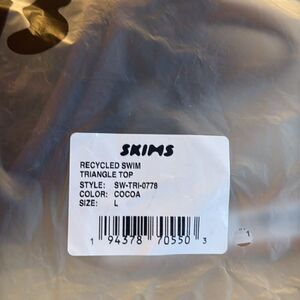 SKIMS
RECYCLED SWIM
TRIANGLE TOP
STYLE: SW-TRI-0778
COLOR: COCOA
SIZE: L
1 94378 70550 3